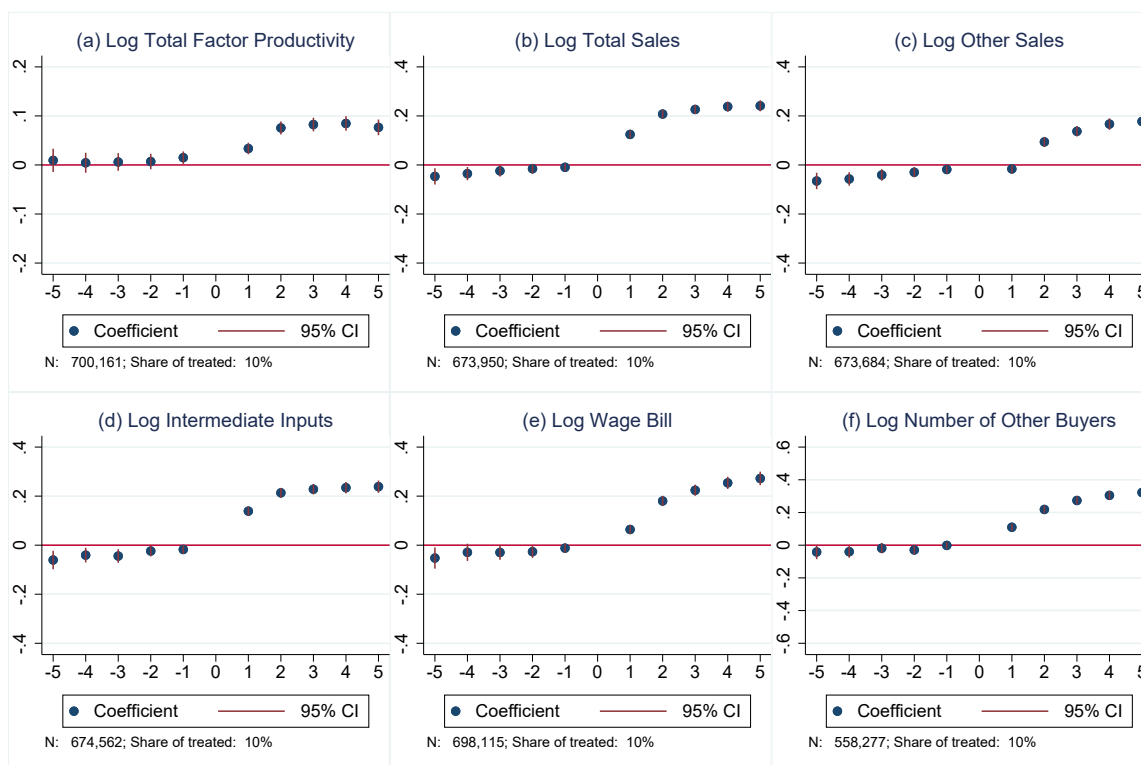 (a) Log Total Factor Productivity
.2
.1
0
-.1
-.2
-5 -4 -3 -2 -1 0 1 2 3 4 5
Coefficient 95% CI
N: 700,161; Share of treated: 10%
(b) Log Total Sales
.4
.2
0
-.2
-.4
-5 -4 -3 -2 -1 0 1 2 3 4 5
Coefficient 95% CI
N: 673,950; Share of treated: 10%
(c) Log Other Sales
.4
.2
0
-.2
-.4
-5 -4 -3 -2 -1 0 1 2 3 4 5
Coefficient 95% CI
N: 673,684; Share of treated: 10%
(d) Log Intermediate Inputs
.4
.2
0
-.2
-.4
-5 -4 -3 -2 -1 0 1 2 3 4 5
Coefficient 95% CI
N: 674,562; Share of treated: 10%
(e) Log Wage Bill
.4
.2
0
-.2
-.4
-5 -4 -3 -2 -1 0 1 2 3 4 5
Coefficient 95% CI
N: 698,115; Share of treated: 10%
(f) Log Number of Other Buyers
.6
.4
.2
0
-.2
-.4
-.6
-5 -4 -3 -2 -1 0 1 2 3 4 5
Coefficient 95% CI
N: 558,277; Share of treated: 10%